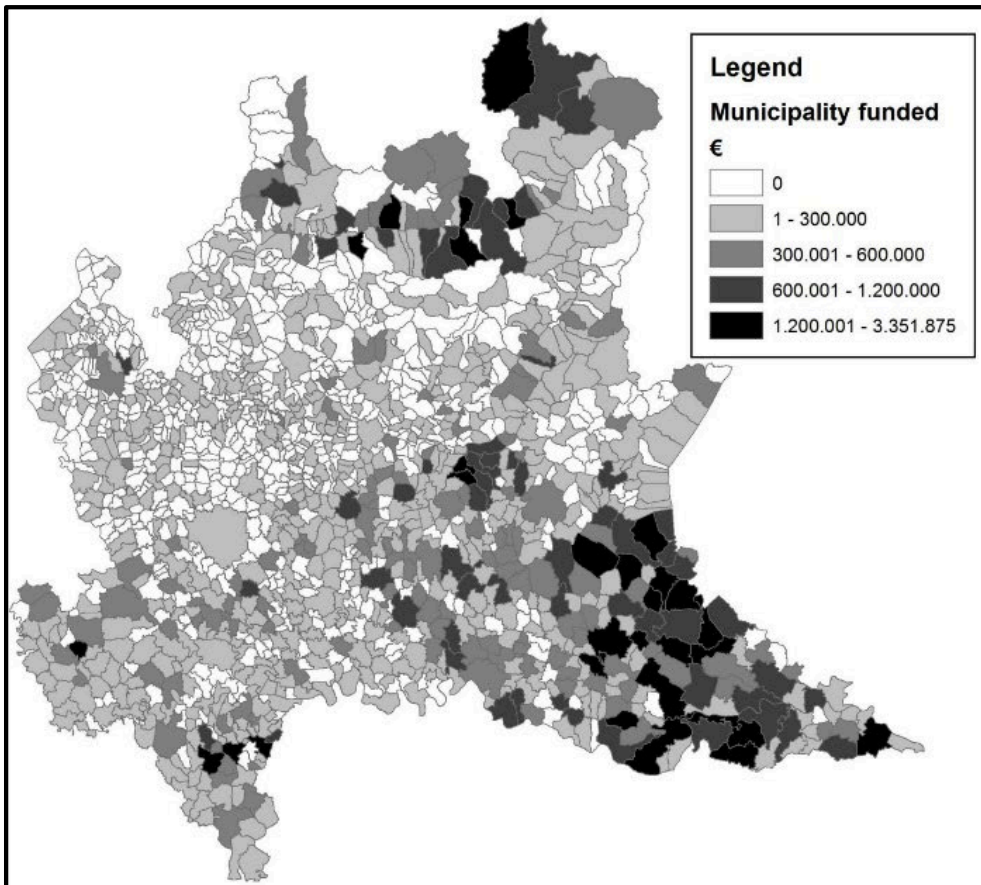 Legend
Municipality funded
€
0
1 - 300.000
300.001 - 600.000
600.001 - 1.200.000
1.200.001 - 3.351.875